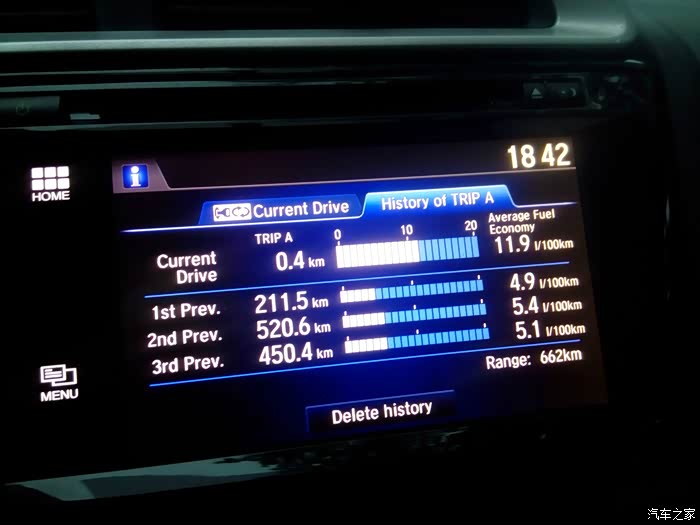 18 42
HOME
i
Current Drive
History of TRIP A
TRIP A
0 10 20
Average Fuel
Economy
Current
Drive
0.4 km
11.9 l/100km
1st Prev. 211.5 km 4.9 l/100km
2nd Prev. 520.6 km 5.4 l/100km
3rd Prev. 450.4 km 5.1 l/100km
Range: 662km
MENU
Delete history
汽车之家